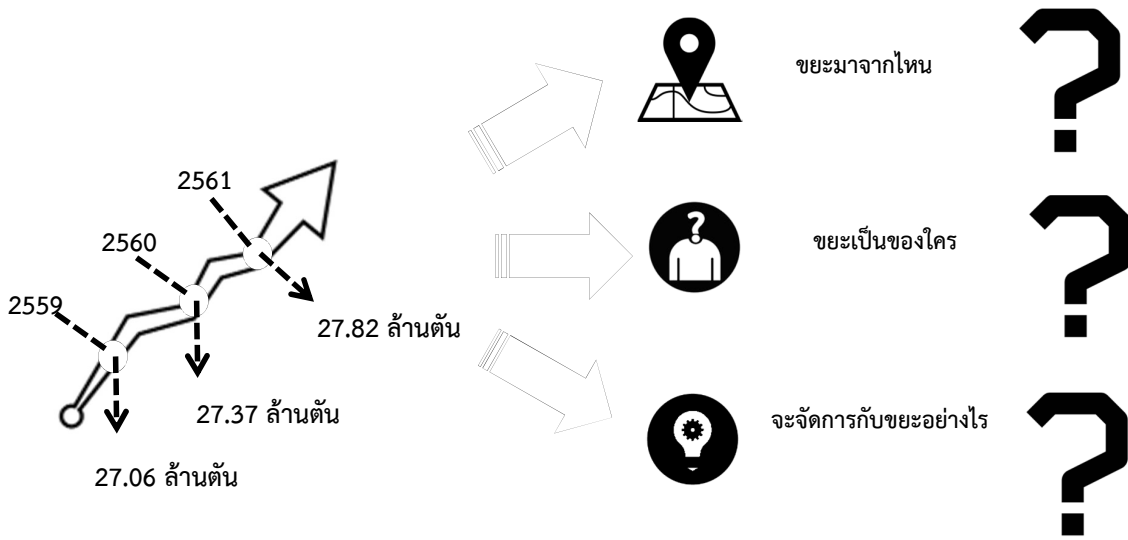 2561
2560
2559
27.82 ล้านตัน
27.37 ล้านตัน
27.06 ล้านตัน
ขยะมาจากไหน
?
ขยะเป็นของใคร
?
จะจัดการกับขยะอย่างไร
?